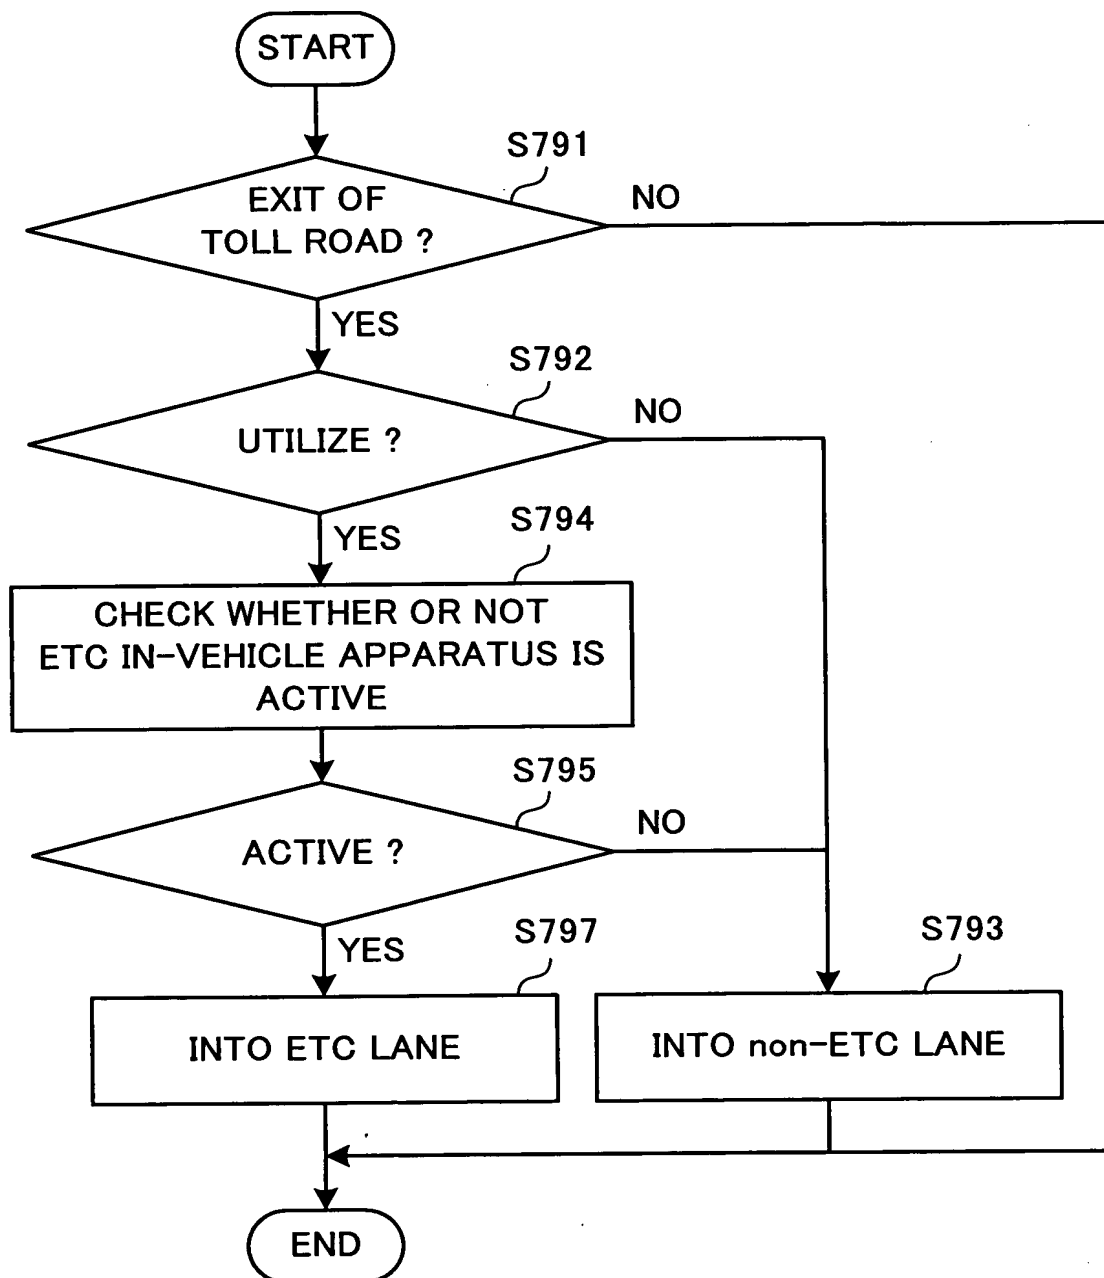 START
S791
EXIT OF
TOLL ROAD ?
NO
YES
S792
UTILIZE ?
NO
YES
S794
CHECK WHETHER OR NOT
ETC IN-VEHICLE APPARATUS IS
ACTIVE
S795
ACTIVE ?
NO
YES
S797
INTO ETC LANE
S793
INTO non-ETC LANE
END